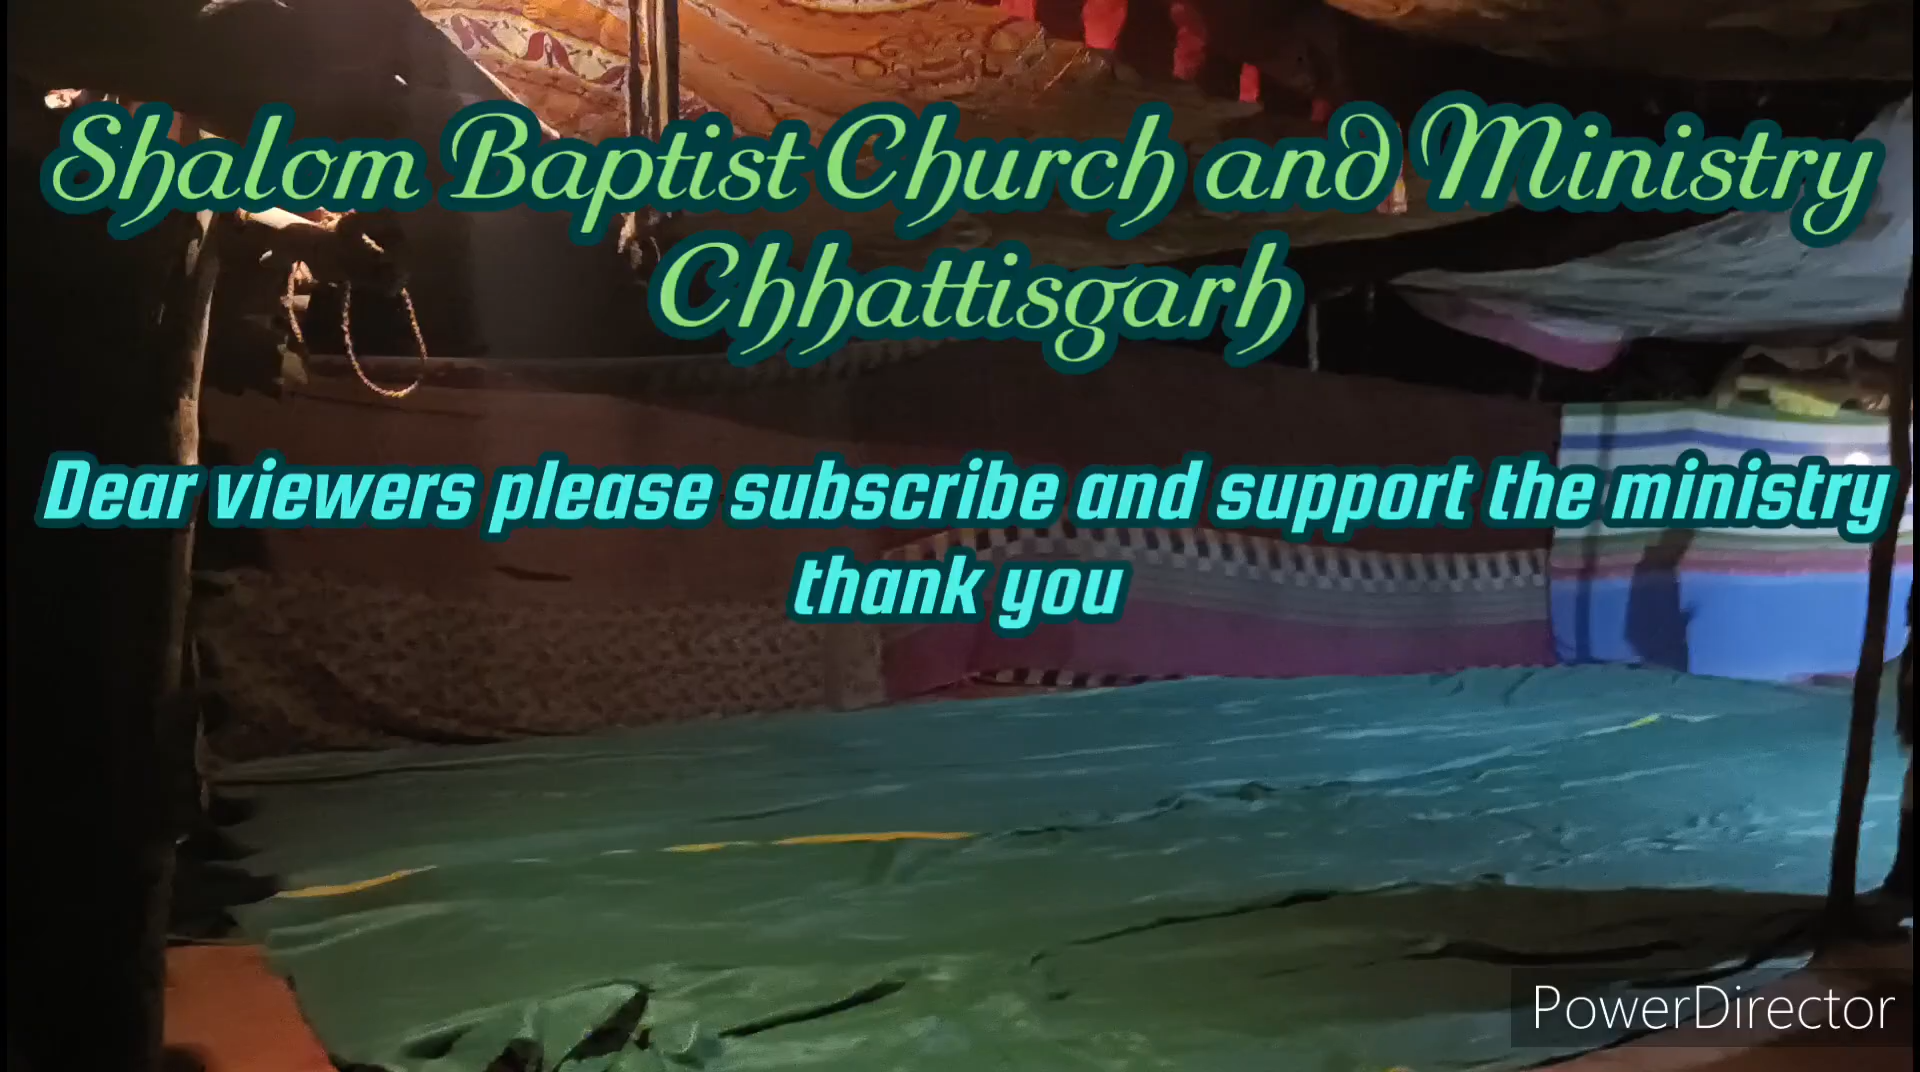 Shalom Baptist Church and Ministry
Chhattisgarh
Dear viewers please subscribe and support the ministry
thank you
PowerDirector